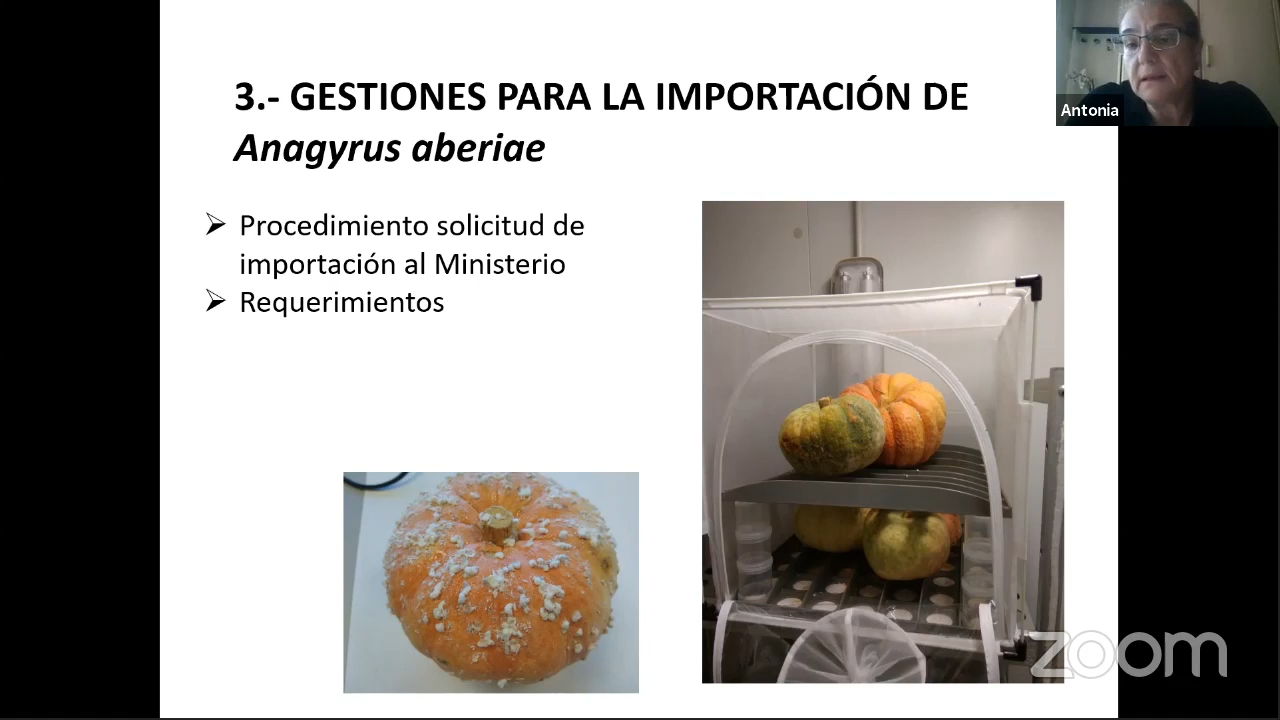 3.- GESTIONES PARA LA IMPORTACIÓN DE
Anagyrus aberiae
Antonia
➢ Procedimiento solicitud de
importación al Ministerio
➢ Requerimientos
zoom